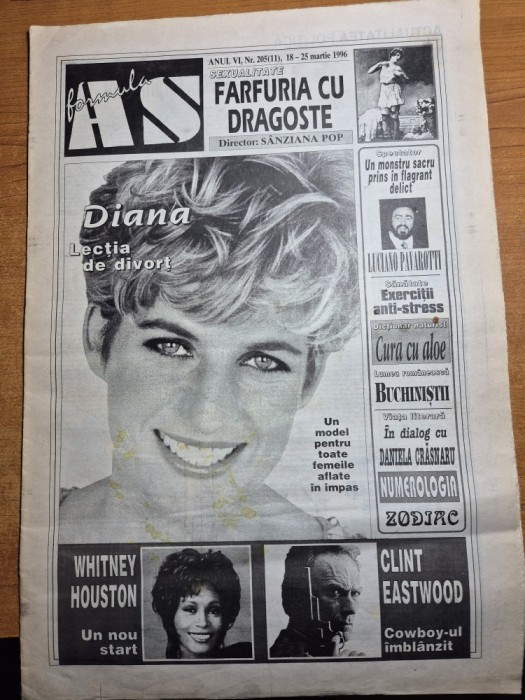 ACTUALITATEA POLITICĂ
formula
AS
ANUL VI, Nr. 205(11), 18 – 25 martie 1996
SEXUALITATE
FARFURIA CU
DRAGOSTE
Director: SÂNZIANA POP
Diana
Lecția
de divorț
Un
model
pentru
toate
femeile
aflate
în impas
Spectator
Un monstru sacru
prins în flagrant
delict
LUCIANO PAVAROTTI
Sănătate
Exerciții
anti-stress
Dicționar naturist
Cura cu aloe
Lumea românească
BUCHINIȘTII
Viața literară
În dialog cu
DANIELA CRĂSNARU
NUMEROLOGIA
ZODIAC
WHITNEY
HOUSTON
Un nou
start
CLINT
EASTWOOD
Cowboy-ul
îmblânzit